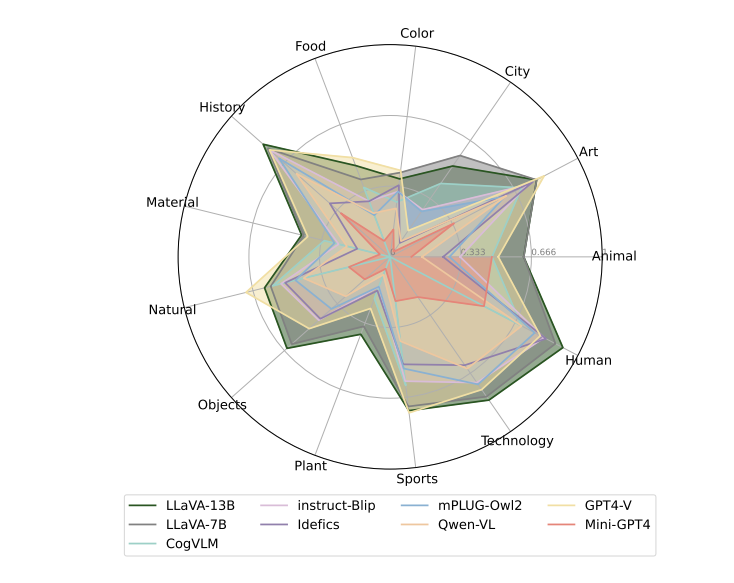 Color
Food
City
History
Art
Material
0
0.333
0.666
Animal
Natural
Human
Objects
Technology
Plant
Sports
LLaVA-13B
instruct-Blip
mPLUG-Owl2
GPT4-V
LLaVA-7B
Idefics
Qwen-VL
Mini-GPT4
CogVLM